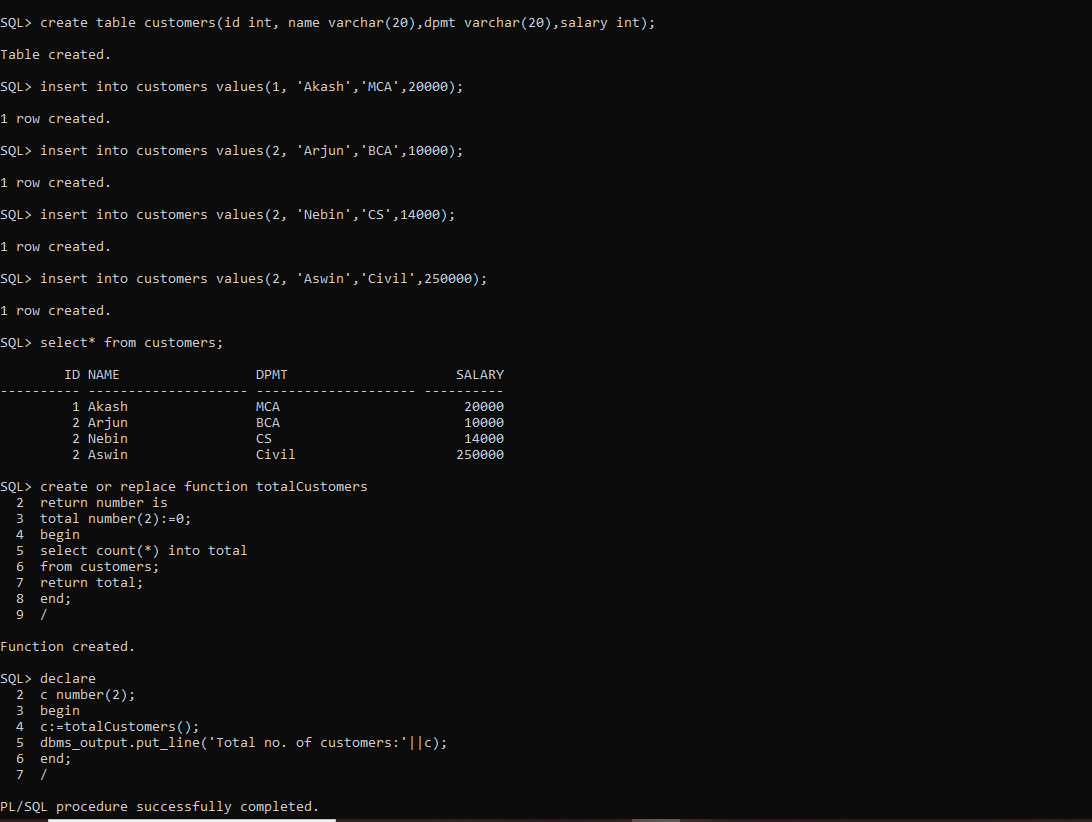 SQL> create table customers(id int, name varchar(20),dpmt varchar(20),salary int);
Table created.
SQL> insert into customers values(1, 'Akash','MCA',20000);
1 row created.
SQL> insert into customers values(2, 'Arjun','BCA',10000);
1 row created.
SQL> insert into customers values(2, 'Nebin','CS',14000);
1 row created.
SQL> insert into customers values(2, 'Aswin','Civil',250000);
1 row created.
SQL> select* from customers;
        ID NAME                 DPMT                     SALARY
---------- -------------------- -------------------- ----------
         1 Akash                MCA                       20000
         2 Arjun                BCA                       10000
         2 Nebin                CS                        14000
         2 Aswin                Civil                    250000
SQL> create or replace function totalCustomers
  2  return number is
  3  total number(2):=0;
  4  begin
  5  select count(*) into total
  6  from customers;
  7  return total;
  8  end;
  9  /
Function created.
SQL> declare
  2  c number(2);
  3  begin
  4  c:=totalCustomers();
  5  dbms_output.put_line('Total no. of customers:'||c);
  6  end;
  7  /
PL/SQL procedure successfully completed.